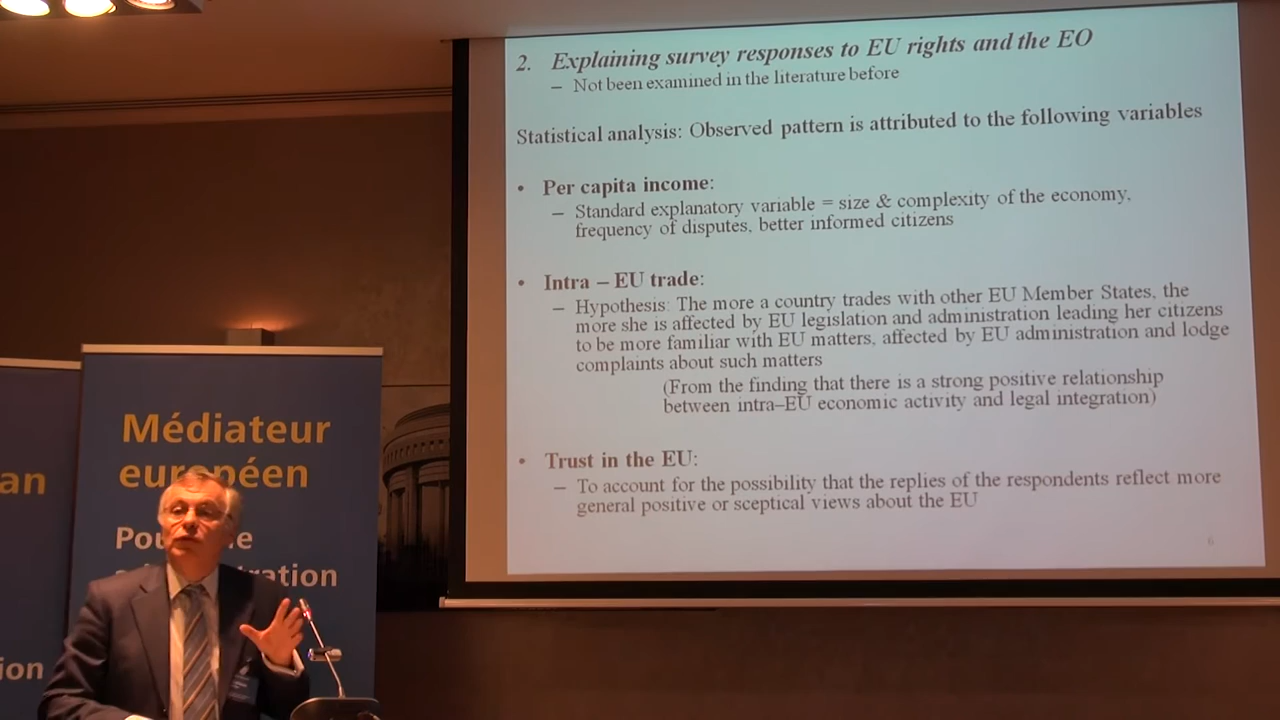 2. Explaining survey responses to EU rights and the EO
– Not been examined in the literature before
Statistical analysis: Observed pattern is attributed to the following variables
• Per capita income:
– Standard explanatory variable = size & complexity of the economy,
frequency of disputes, better informed citizens
• Intra – EU trade:
– Hypothesis: The more a country trades with other EU Member States, the
more she is affected by EU legislation and administration leading her citizens
to be more familiar with EU matters, affected by EU administration and lodge
complaints about such matters
(From the finding that there is a strong positive relationship
between intra–EU economic activity and legal integration)
• Trust in the EU:
– To account for the possibility that the replies of the respondents reflect more
general positive or sceptical views about the EU
6
Médiateur
européen
Pou e
a tration
an
ion